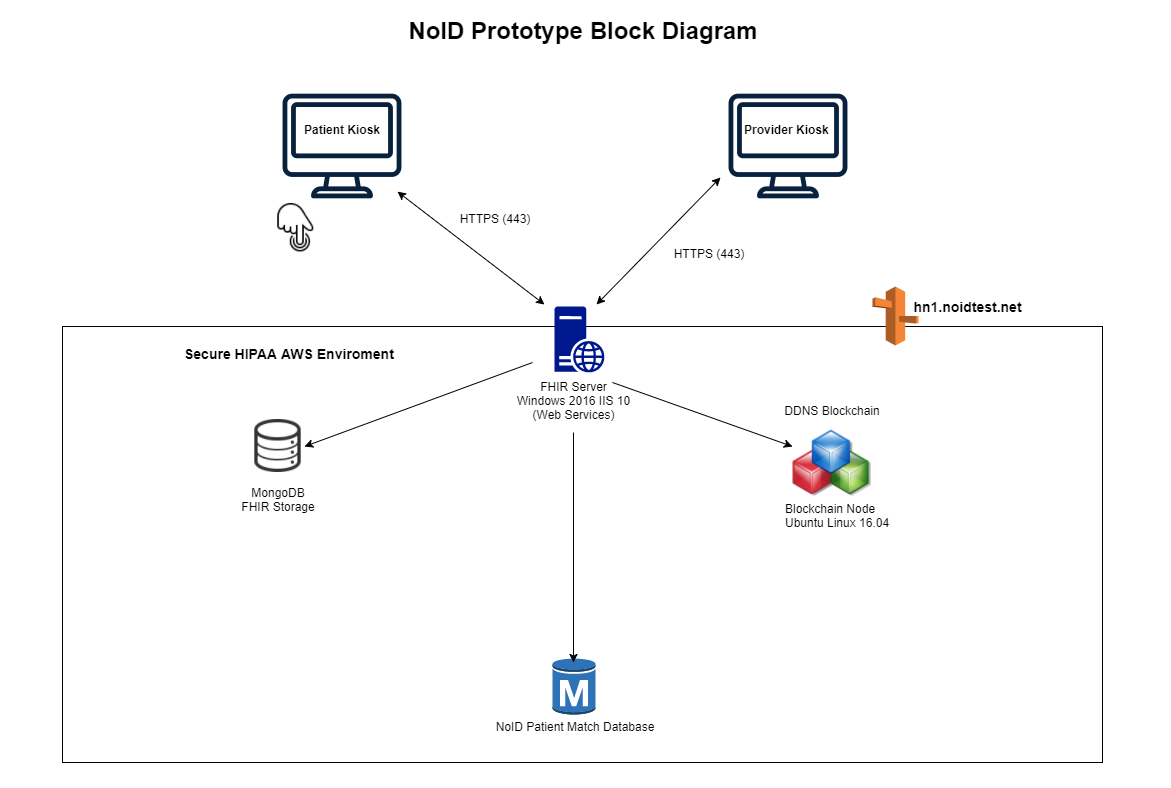 NoID Prototype Block Diagram
Patient Kiosk
Provider Kiosk
HTTPS (443)
HTTPS (443)
hn1.noidtest.net
Secure HIPAA AWS Enviroment
FHIR Server
Windows 2016 IIS 10
(Web Services)
DDNS Blockchain
MongoDB
FHIR Storage
Blockchain Node
Ubuntu Linux 16.04
M
NoID Patient Match Database